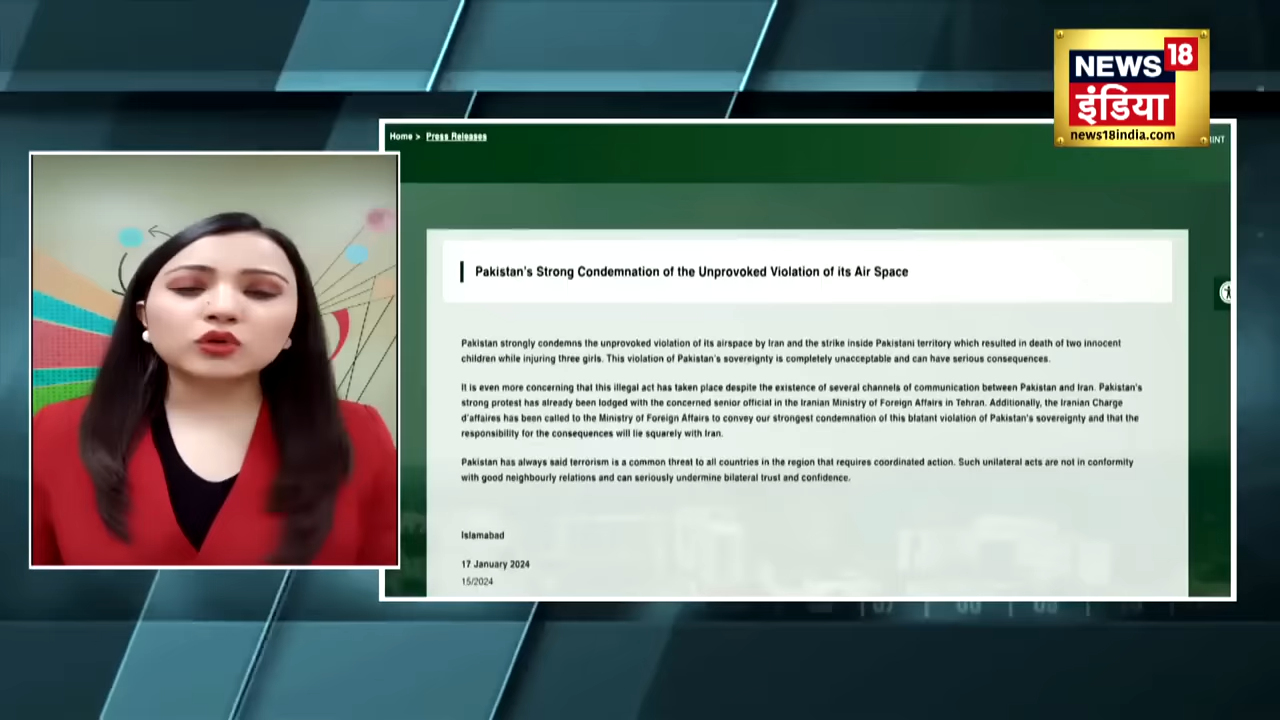 NEWS 18
इंडिया
news18india.com
Home > Press Releases
Pakistan's Strong Condemnation of the Unprovoked Violation of its Air Space
Pakistan strongly condemns the unprovoked violation of its airspace by Iran and the strike inside Pakistani territory which resulted in death of two innocent
children while injuring three girls. This violation of Pakistan's sovereignty is completely unacceptable and can have serious consequences.
It is even more concerning that this illegal act has taken place despite the existence of several channels of communication between Pakistan and Iran. Pakistan's
strong protest has already been lodged with the concerned senior official in the Iranian Ministry of Foreign Affairs in Tehran. Additionally, the Iranian Charge
d'affaires has been called to the Ministry of Foreign Affairs to convey our strongest condemnation of this blatant violation of Pakistan's sovereignty and that the
responsibility for the consequences will lie squarely with Iran.
Pakistan has always said terrorism is a common threat to all countries in the region that requires coordinated action. Such unilateral acts are not in conformity
with good neighbourly relations and can seriously undermine bilateral trust and confidence.
Islamabad
17 January 2024
15/2024